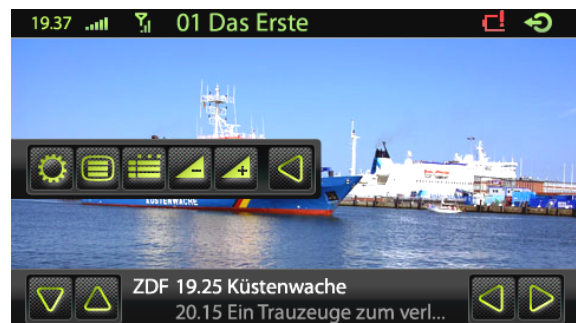 19.37 01 Das Erste
KÜSTENWACHE
ZDF 19.25 Küstenwache
20.15 Ein Trauzeuge zum verl...